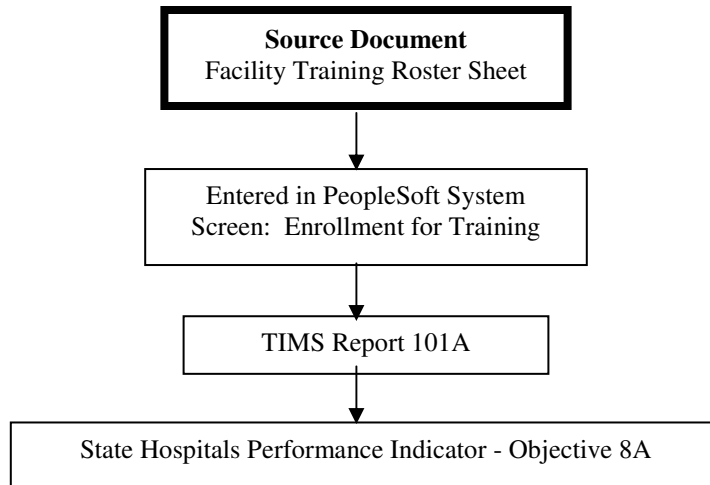 Source Document
Facility Training Roster Sheet
Entered in PeopleSoft System
Screen:  Enrollment for Training
TIMS Report 101A
State Hospitals Performance Indicator - Objective 8A